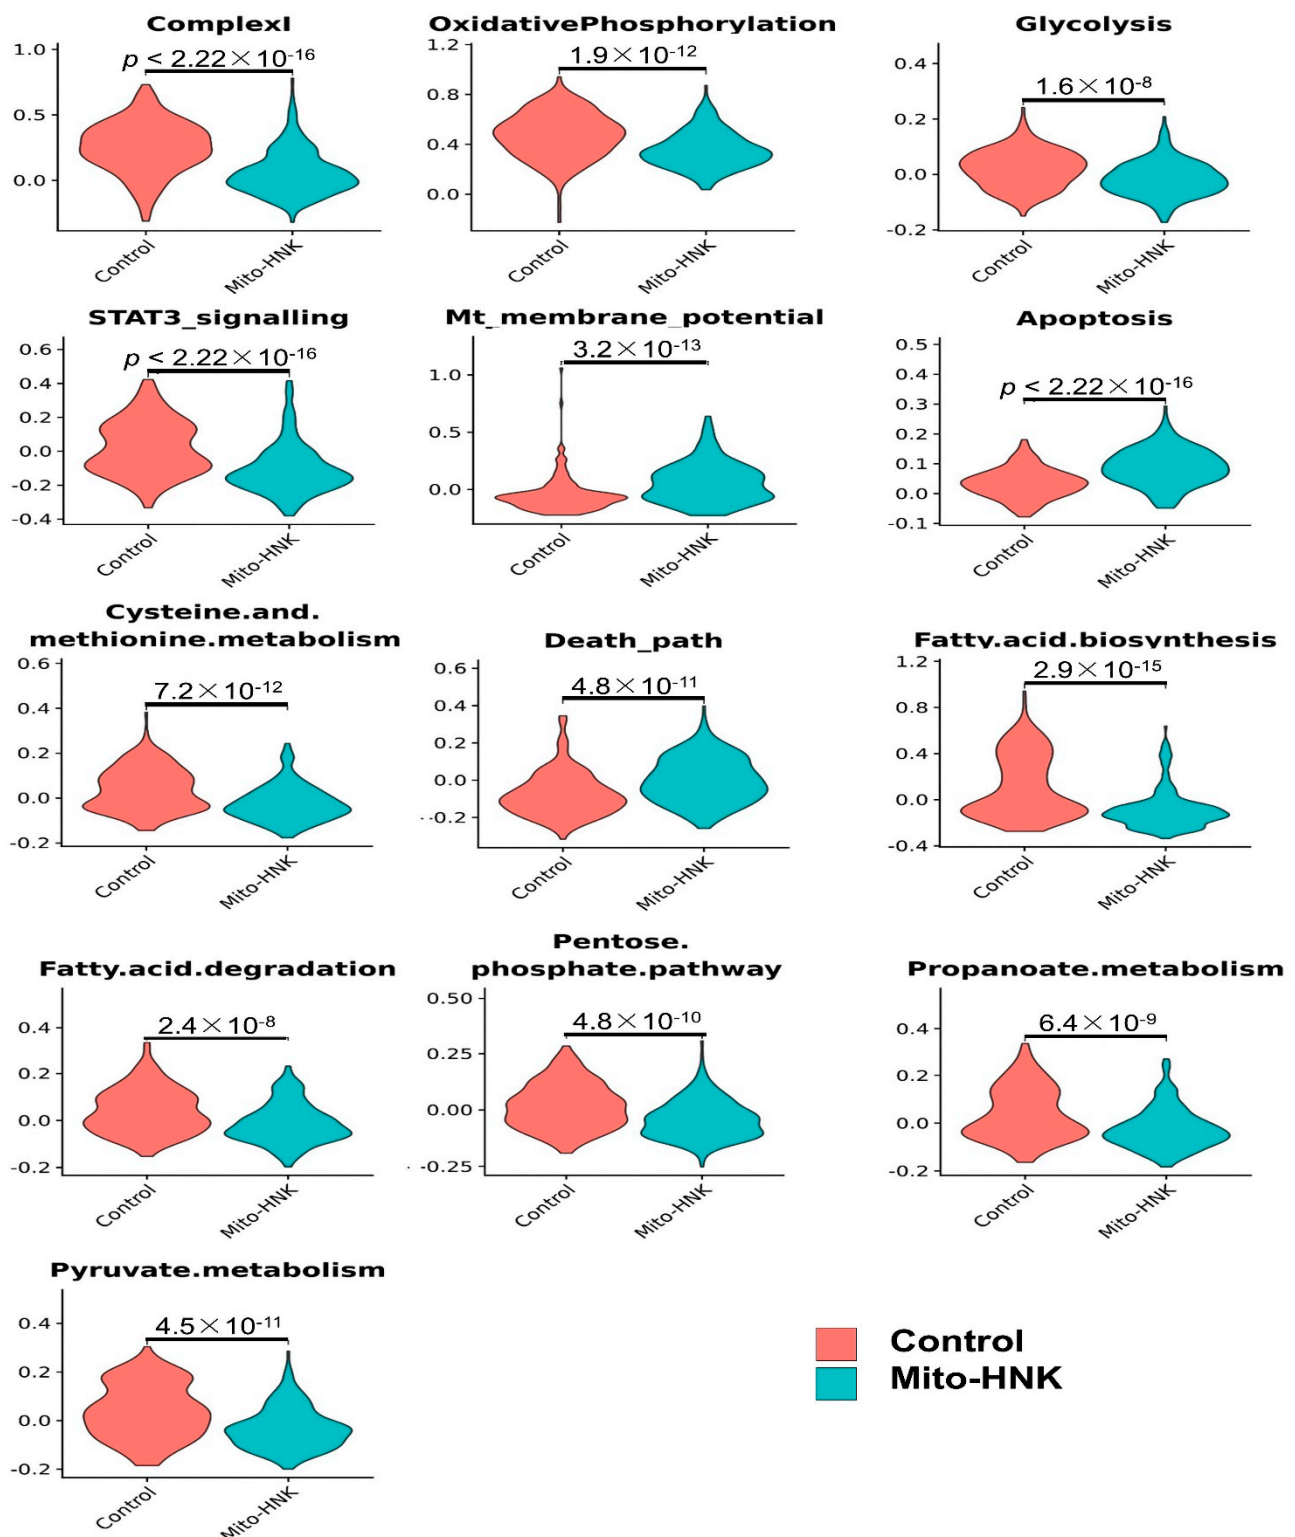 ComplexI
p < 2.22×10-16
1.0
0.5
0.0
Control
Mito-HNK
OxidativePhosphorylation
1.9×10-12
1.2
0.8
0.4
0.0
Control
Mito-HNK
Glycolysis
1.6×10-8
0.4
0.2
0.0
-0.2
Control
Mito-HNK
STAT3_signalling
p < 2.22×10-16
0.6
0.4
0.2
0.0
-0.2
-0.4
Control
Mito-HNK
Mt_membrane_potential
3.2×10-13
1.0
0.5
0.0
Control
Mito-HNK
Apoptosis
p < 2.22×10-16
0.5
0.4
0.3
0.2
0.1
0.0
-0.1
Control
Mito-HNK
Cysteine.and.
methionine.metabolism
7.2×10-12
0.6
0.4
0.2
0.0
-0.2
Control
Mito-HNK
Death_path
4.8×10-11
0.6
0.4
0.2
0.0
-0.2
Control
Mito-HNK
Fatty.acid.biosynthesis
2.9×10-15
1.2
0.8
0.4
0.0
-0.4
Control
Mito-HNK
Fatty.acid.degradation
2.4×10-8
0.4
0.2
0.0
-0.2
Control
Mito-HNK
Pentose.
phosphate.pathway
4.8×10-10
0.50
0.25
0.00
-0.25
Control
Mito-HNK
Propanoate.metabolism
6.4×10-9
0.4
0.2
0.0
-0.2
Control
Mito-HNK
Pyruvate.metabolism
4.5×10-11
0.4
0.2
0.0
-0.2
Control
Mito-HNK
Control
Mito-HNK